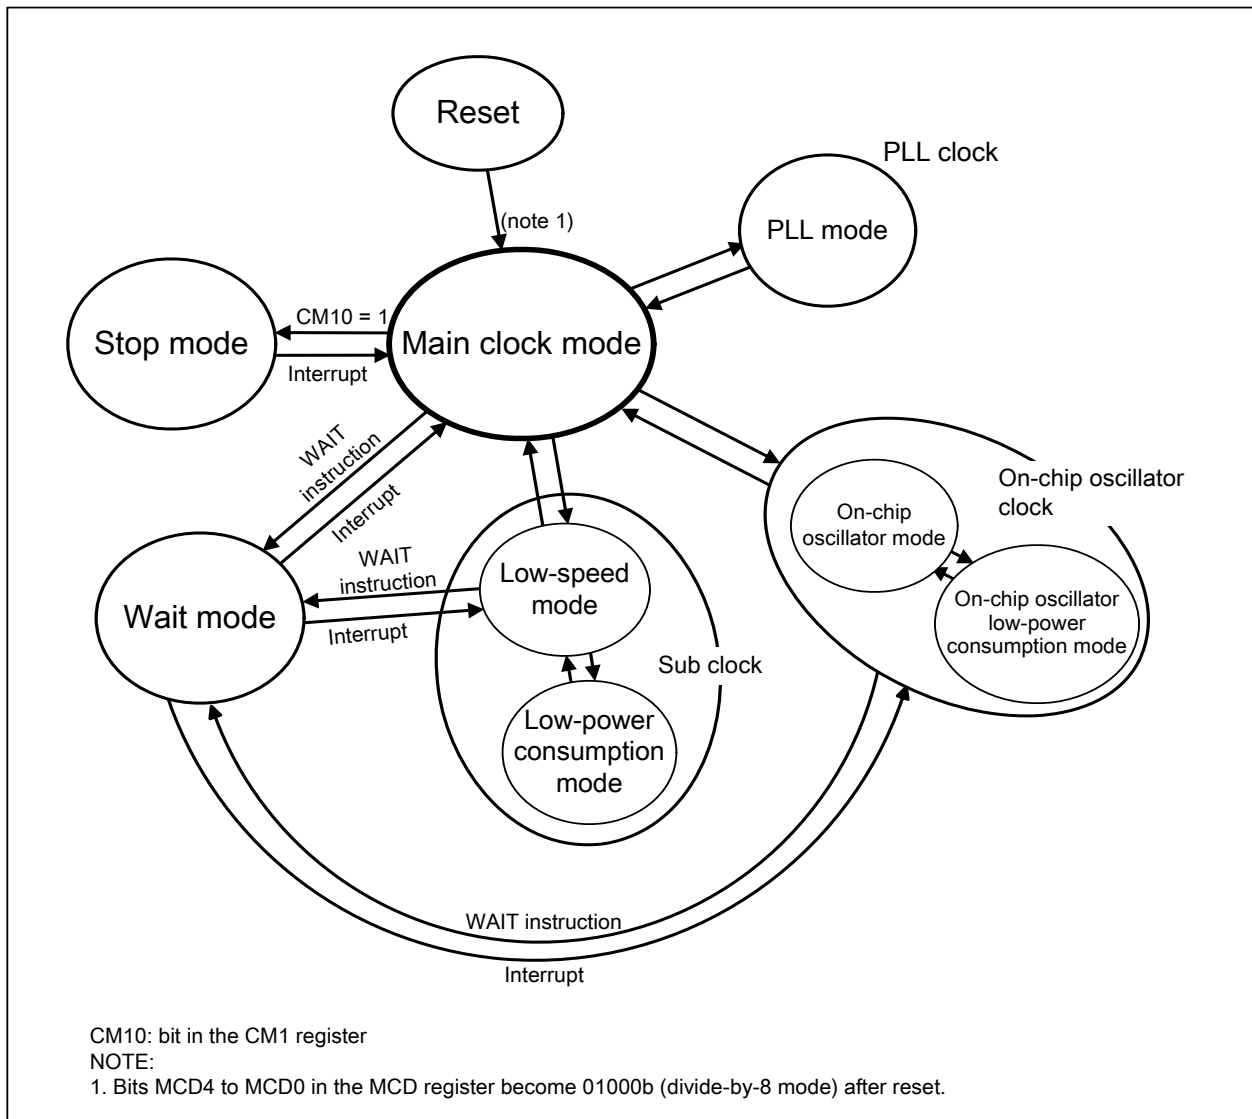 Reset
PLL clock
(note 1)
PLL mode
CM10 = 1
Stop mode
Main clock mode
Interrupt
WAIT
instruction
Interrupt
On-chip oscillator
clock
On-chip
oscillator mode
WAIT
instruction
Low-speed
mode
Wait mode
Interrupt
On-chip oscillator
low-power
consumption mode
Sub clock
Low-power
consumption
mode
WAIT instruction
Interrupt
CM10: bit in the CM1 register
NOTE:
1. Bits MCD4 to MCD0 in the MCD register become 01000b (divide-by-8 mode) after reset.